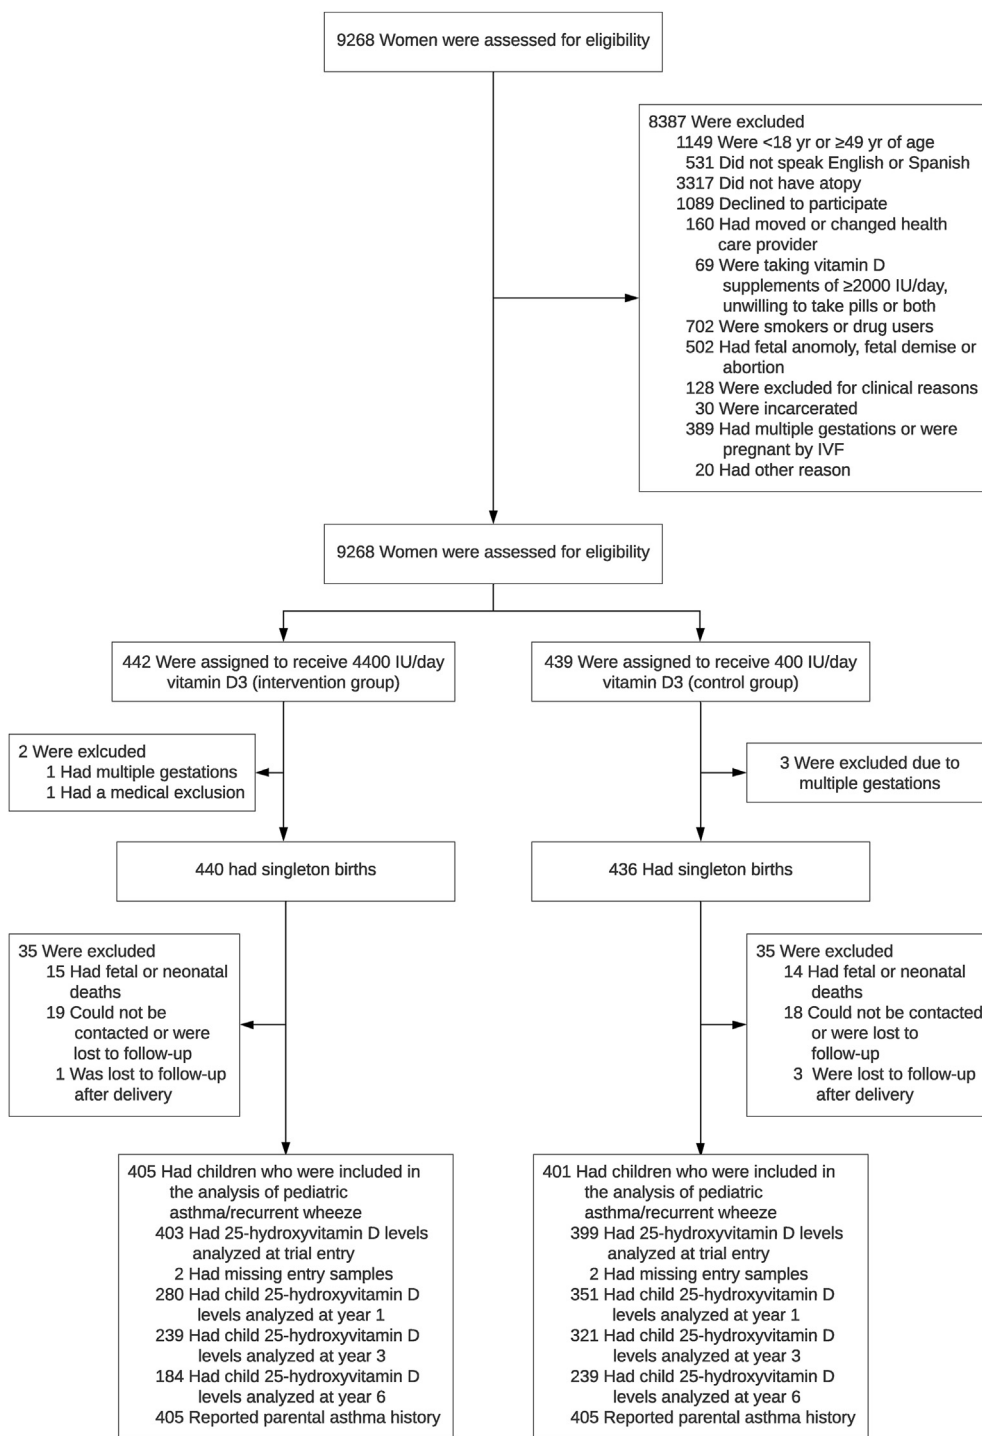 9268 Women were assessed for eligibility
8387 Were excluded
1149 Were <18 yr or ≥49 yr of age
531 Did not speak English or Spanish
3317 Did not have atopy
1089 Declined to participate
160 Had moved or changed health
care provider
69 Were taking vitamin D
supplements of ≥2000 IU/day,
unwilling to take pills or both
702 Were smokers or drug users
502 Had fetal anomoly, fetal demise or
abortion
128 Were excluded for clinical reasons
30 Were incarcerated
389 Had multiple gestations or were
pregnant by IVF
20 Had other reason
9268 Women were assessed for eligibility
442 Were assigned to receive 4400 IU/day
vitamin D3 (intervention group)
439 Were assigned to receive 400 IU/day
vitamin D3 (control group)
2 Were exlcuded
1 Had multiple gestations
1 Had a medical exclusion
3 Were excluded due to
multiple gestations
440 had singleton births
436 Had singleton births
35 Were excluded
15 Had fetal or neonatal
deaths
19 Could not be
contacted or were
lost to follow-up
1 Was lost to follow-up
after delivery
35 Were excluded
14 Had fetal or neonatal
deaths
18 Could not be contacted
or were lost to
follow-up
3 Were lost to follow-up
after delivery
405 Had children who were included in
the analysis of pediatric
asthma/recurrent wheeze
403 Had 25-hydroxyvitamin D levels
analyzed at trial entry
2 Had missing entry samples
280 Had child 25-hydroxyvitamin D
levels analyzed at year 1
239 Had child 25-hydroxyvitamin D
levels analyzed at year 3
184 Had child 25-hydroxyvitamin D
levels analyzed at year 6
405 Reported parental asthma history
401 Had children who were included in
the analysis of pediatric
asthma/recurrent wheeze
399 Had 25-hydroxyvitamin D levels
analyzed at trial entry
2 Had missing entry samples
351 Had child 25-hydroxyvitamin D
levels analyzed at year 1
321 Had child 25-hydroxyvitamin D
levels analyzed at year 3
239 Had child 25-hydroxyvitamin D
levels analyzed at year 6
405 Reported parental asthma history